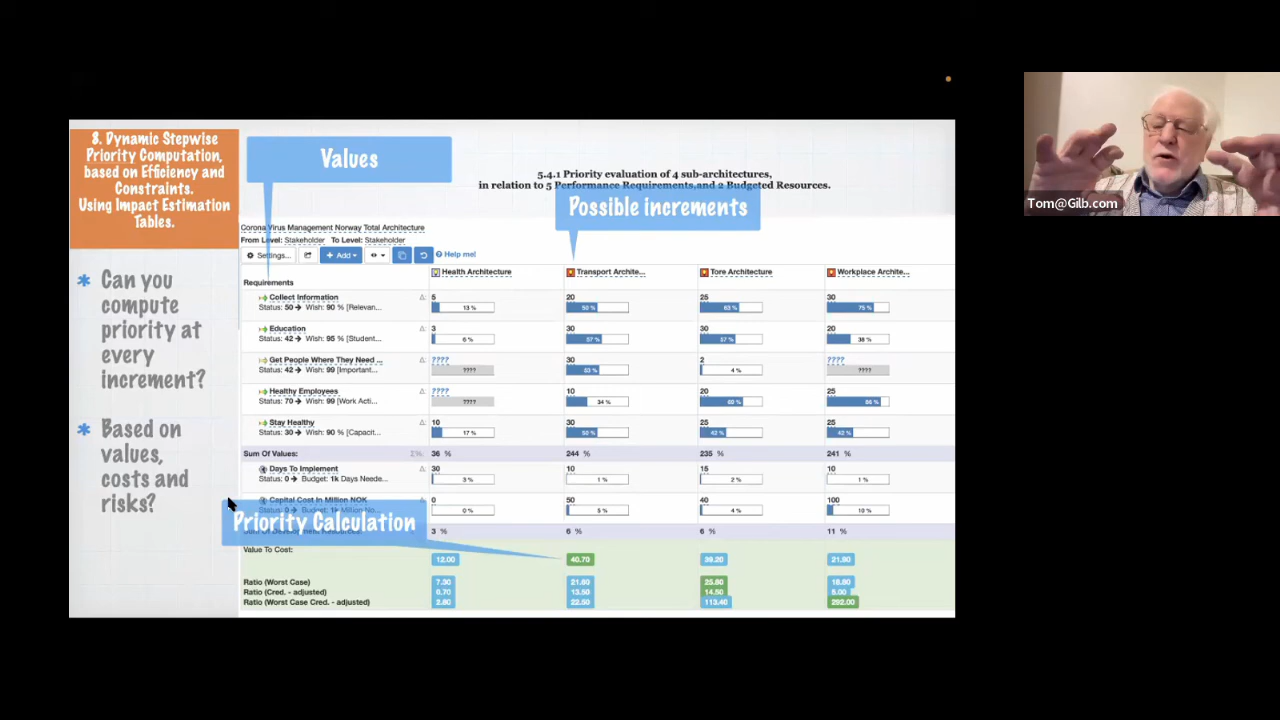 8. Dynamic Stepwise
Priority Computation,
based on Efficiency and
Constraints.
Using Impact Estimation
Tables.
* Can you
compute
priority at
every
increment?
* Based on
values,
costs and
risks?
Values
5.4.1 Priority evaluation of 4 sub-architectures,
in relation to 5 Performance Requirements, and 2 Budgeted Resources.
Possible increments
Corona Virus Management Norway Total Architecture
From Level: Stakeholder To Level: Stakeholder
Settings... Add Help me!
Requirements Health Architecture Transport Archite... Tore Architecture Workplace Archite...
Collect Information 5 20 25 30
Status: 50 → Wish: 90 % [Relevan... 13 % 50 % 63 % 75 %
Education 3 30 30 20
Status: 42 → Wish: 95 % [Student... 6 % 57 % 57 % 38 %
Get People Where They Need ... ???? 30 2 ????
Status: 42 → Wish: 99 [Important... ???? 53 % 4 % ????
Healthy Employees ???? 10 20 25
Status: 70 → Wish: 99 [Work Acti... ???? 34 % 69 % 86 %
Stay Healthy 10 30 25 25
Status: 30 → Wish: 90 % [Capacit... 17 % 50 % 42 % 42 %
Sum Of Values: Σ%: 36 % 244 % 235 % 241 %
Days To Implement 30 10 15 10
Status: 0 → Budget: 1k Days Neede... 3 % 1 % 2 % 1 %
Capital Cost In Million NOK 0 50 40 100
0 % 5 % 4 % 10 %
Priority Calculation
3 % 6 % 6 % 11 %
Value To Cost: 12.00 40.70 39.20 21.90
Ratio (Worst Case) 7.30 21.80 25.80 18.80
Ratio (Cred. - adjusted) 6.70 13.50 14.50 5.00
Ratio (Worst Case Cred. - adjusted) 2.80 22.50 113.40 292.00
Tom@Gilb.com